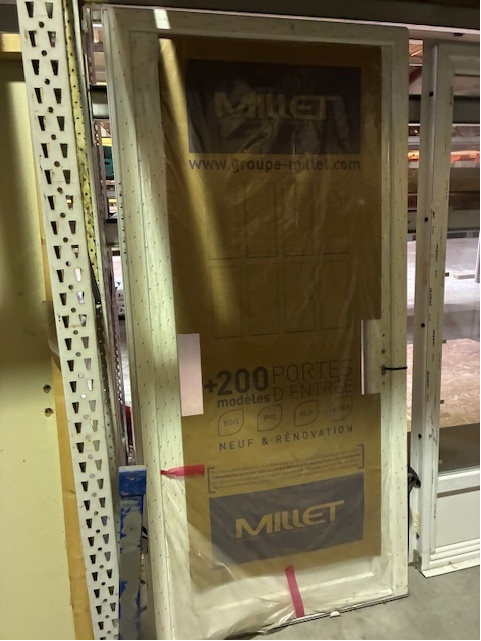 MILLET
www.groupe-millet.com
+200 PORTES
modèles D'ENTRÉE
BOIS PVC ALU
NEUF & RÉNOVATION
MILLET